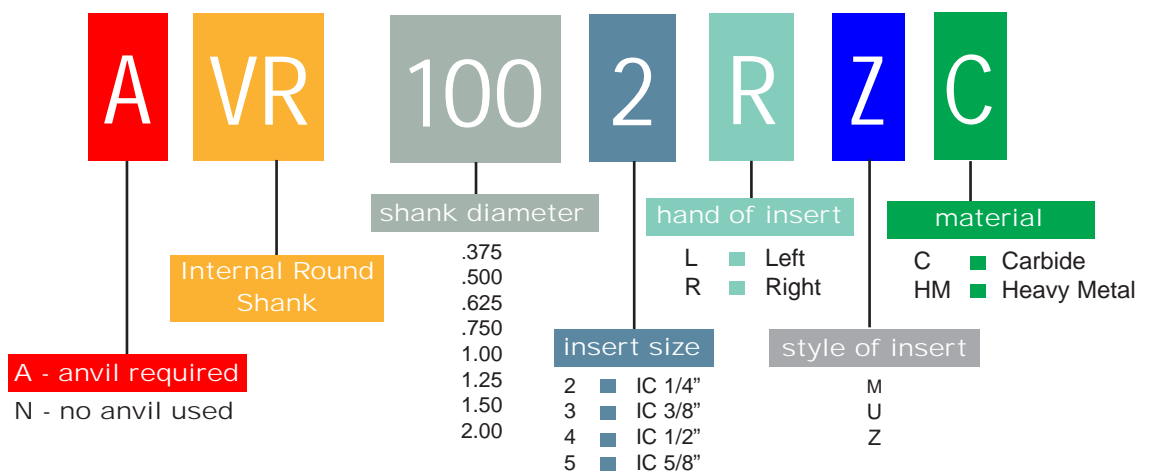 A VR 100 2 R Z C
shank diameter
.375
.500
.625
.750
1.00
1.25
1.50
2.00
hand of insert
L Left
R Right
material
C Carbide
HM Heavy Metal
Internal Round
Shank
insert size
2 IC 1/4”
3 IC 3/8”
4 IC 1/2”
5 IC 5/8”
style of insert
M
U
Z
A - anvil required
N - no anvil used